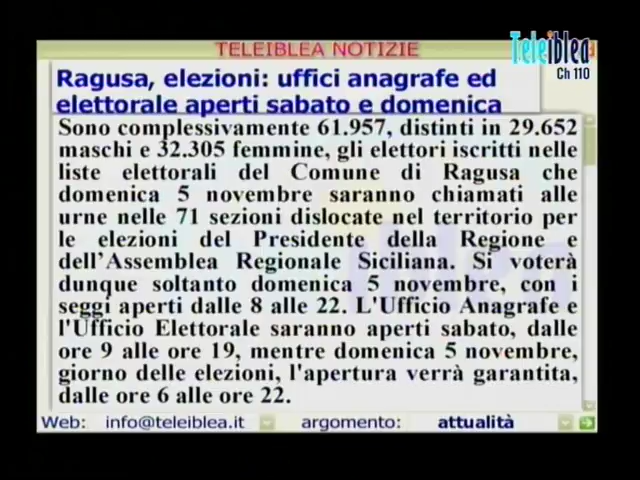 TELEIBLEA NOTIZIE
Teleiblea
Ch 110
Ragusa, elezioni: uffici anagrafe ed
elettorale aperti sabato e domenica
Sono complessivamente 61.957, distinti in 29.652
maschi e 32.305 femmine, gli elettori iscritti nelle
liste elettorali del Comune di Ragusa che
domenica 5 novembre saranno chiamati alle
urne nelle 71 sezioni dislocate nel territorio per
le elezioni del Presidente della Regione e
dell'Assemblea Regionale Siciliana. Si voterà
dunque soltanto domenica 5 novembre, con i
seggi aperti dalle 8 alle 22. L'Ufficio Anagrafe e
l'Ufficio Elettorale saranno aperti sabato, dalle
ore 9 alle ore 19, mentre domenica 5 novembre,
giorno delle elezioni, l'apertura verrà garantita,
dalle ore 6 alle ore 22.
Web: info@teleiblea.it argomento: attualità